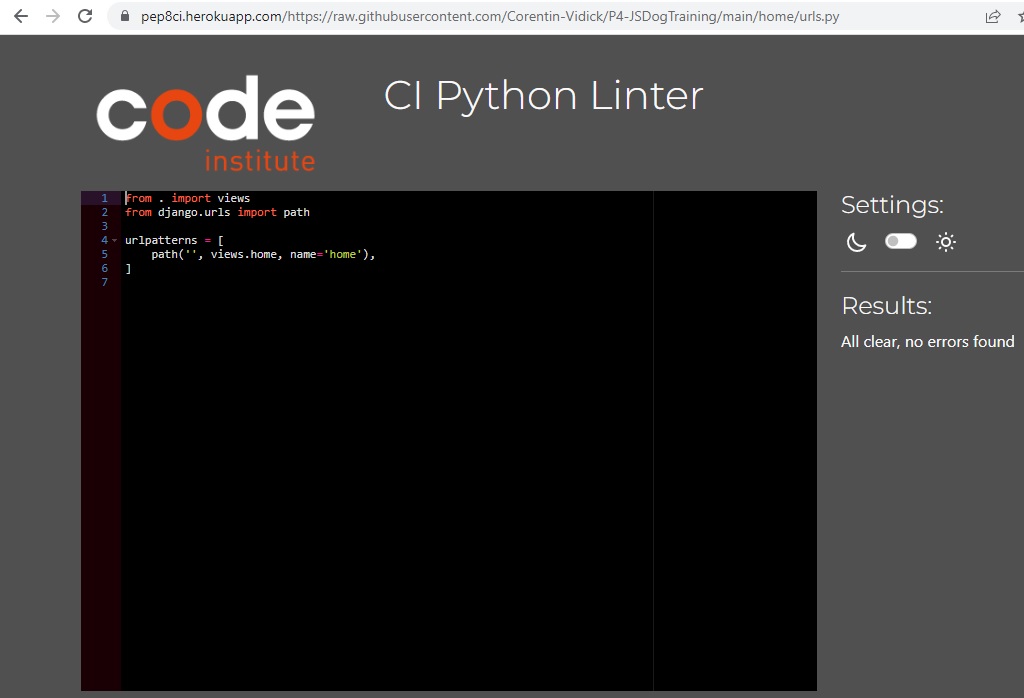 pep8ci.herokuapp.com/https://raw.githubusercontent.com/Corentin-Vidick/P4-JSDogTraining/main/home/urls.py
code
institute
CI Python Linter
1 from . import views
2 from django.urls import path
3
4 urlpatterns = [
5     path('', views.home, name='home'),
6 ]
7
Settings:
Results:
All clear, no errors found